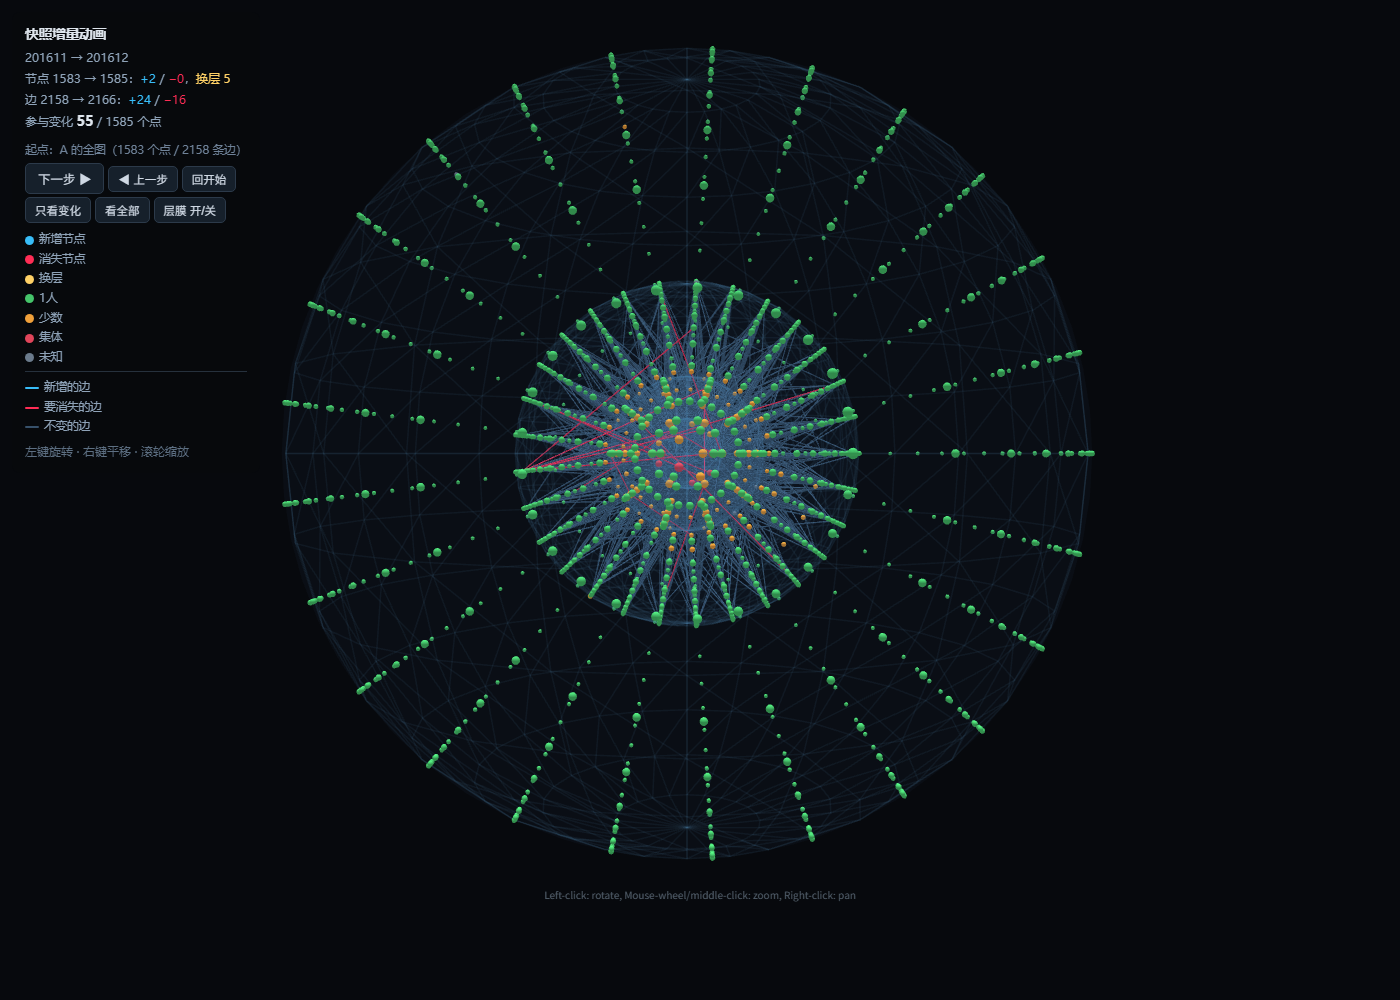 快照增量动画
201611 → 201612
节点 1583 → 1585：+2 / −0，换层 5
边 2158 → 2166：+24 / −16
参与变化 55 / 1585 个点
起点：A 的全图（1583 个点 / 2158 条边）
下一步 ▶ ◀ 上一步 回开始
只看变化 看全部 层膜 开/关
新增节点
消失节点
换层
1人
少数
集体
未知
新增的边
要消失的边
不变的边
左键旋转 · 右键平移 · 滚轮缩放
Left-click: rotate, Mouse-wheel/middle-click: zoom, Right-click: pan